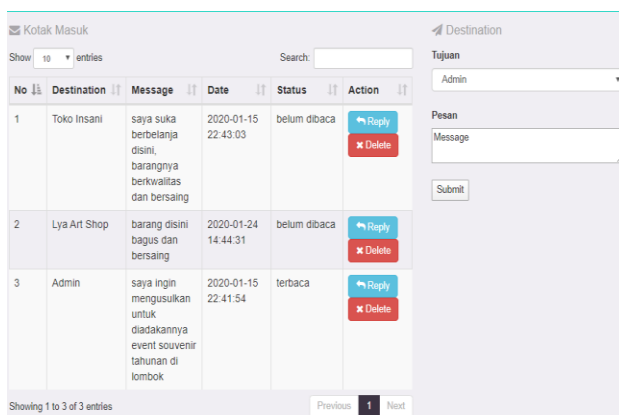 Kotak Masuk
Show 10 entries
Search:
No Destination Message Date Status Action
1 Toko Insani saya suka 2020-01-15 belum dibaca Reply
berbelanja 22:43:03
disini, Delete
barangnya
berkwalitas
dan bersaing
2 Lya Art Shop barang disini 2020-01-24 belum dibaca Reply
bagus dan 14:44:31
bersaing Delete
3 Admin saya ingin 2020-01-15 terbaca Reply
mengusulkan 22:41:54
untuk Delete
diadakannya
event souvenir
tahunan di
lombok
Showing 1 to 3 of 3 entries
Previous 1 Next
Destination
Tujuan
Admin
Pesan
Message
Submit